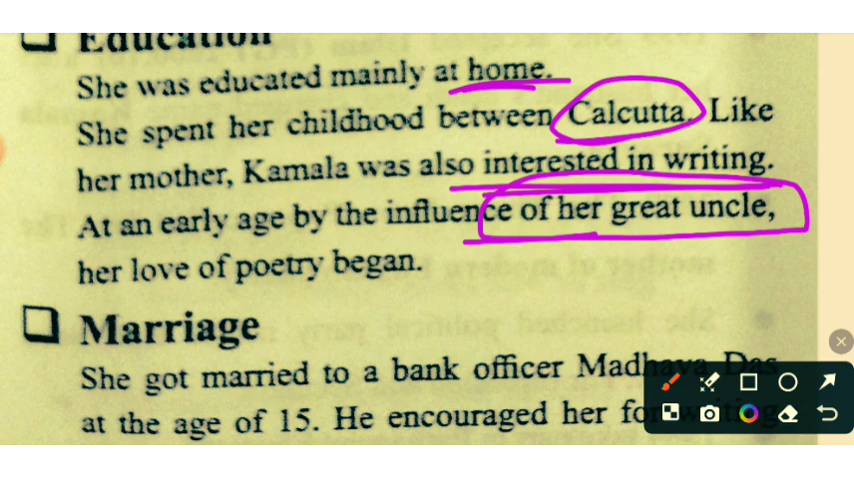 Education
She was educated mainly at home.
She spent her childhood between Calcutta. Like
her mother, Kamala was also interested in writing.
At an early age by the influence of her great uncle,
her love of poetry began.
Marriage
She got married to a bank officer Madhava Das
at the age of 15. He encouraged her for writing